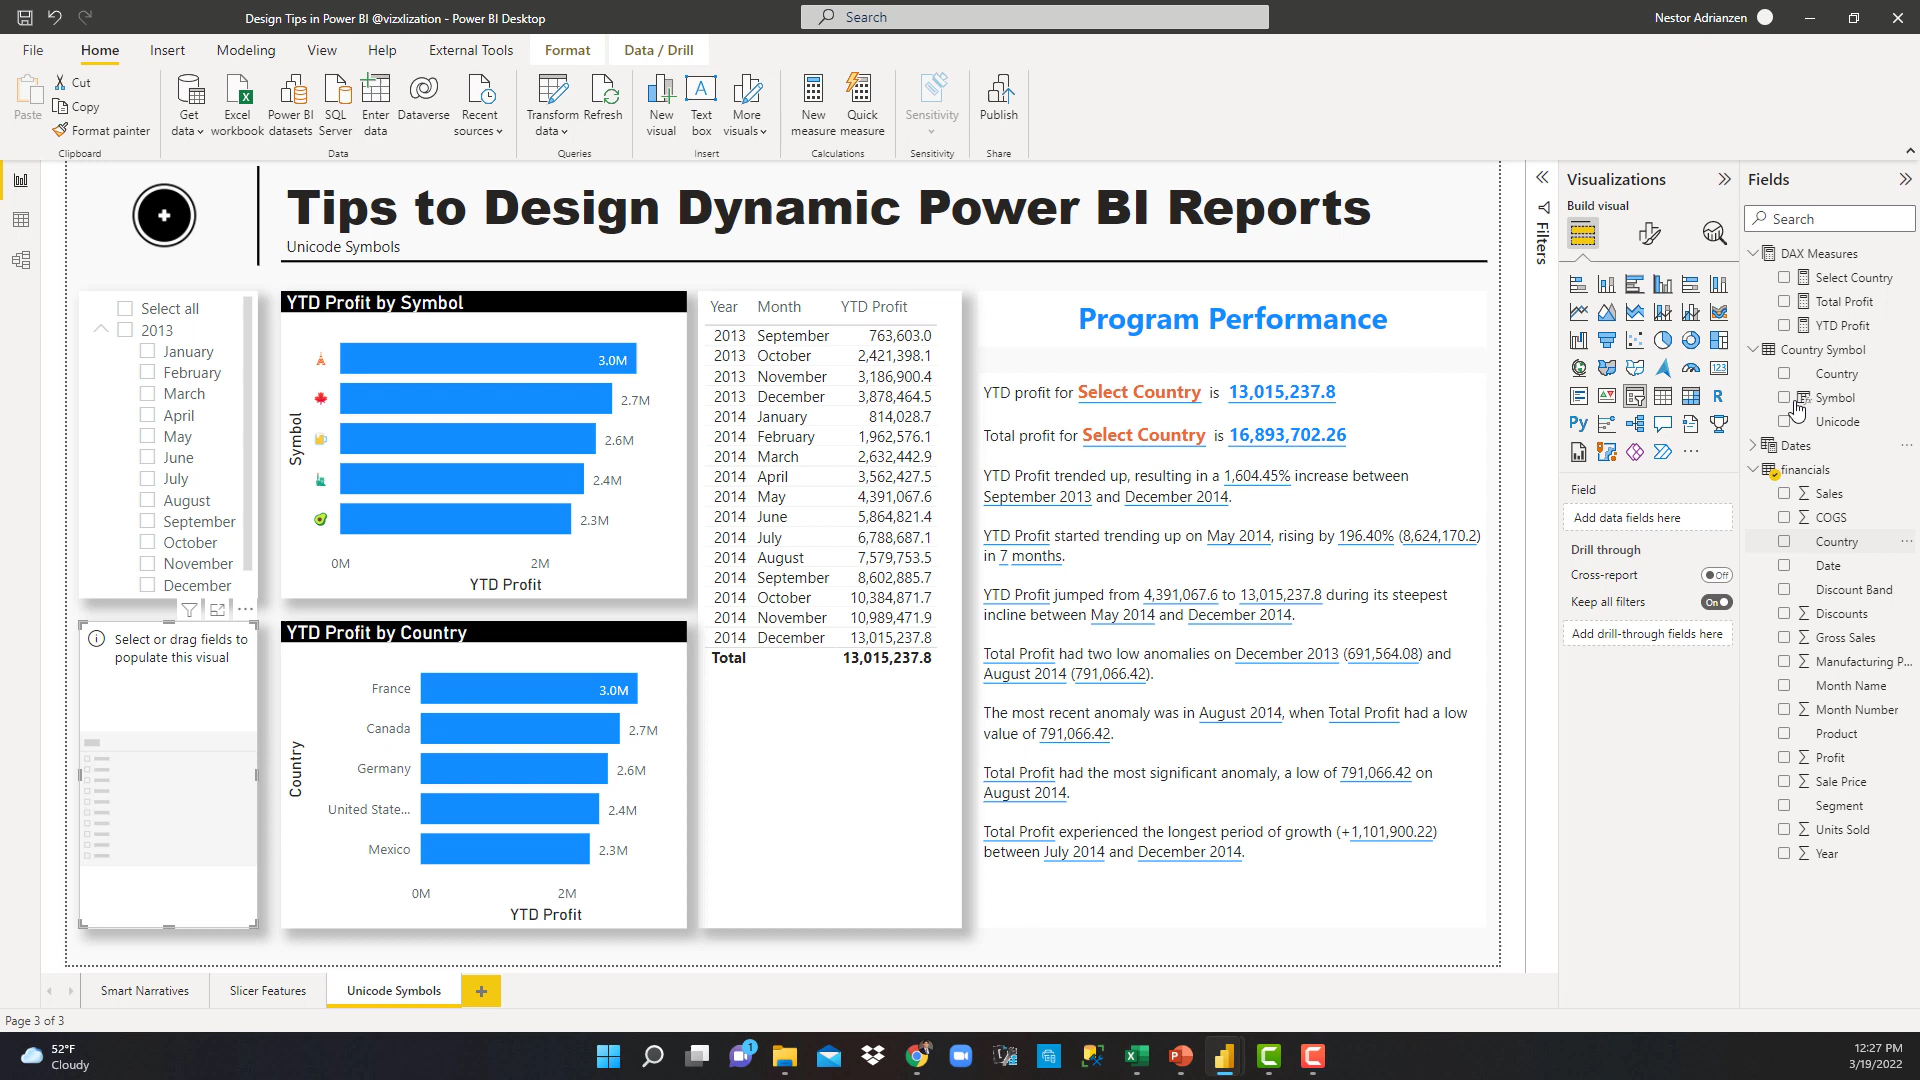 Design Tips in Power BI @vizxlization - Power BI Desktop
Search
Nestor Adrianzen
File
Home
Insert
Modeling
View
Help
External Tools
Format
Data / Drill
Paste
Cut
Copy
Format painter
Clipboard
Get data
Excel workbook
Power BI datasets
SQL Server
Enter data
Dataverse
Recent sources
Data
Transform data
Refresh
Queries
New visual
Text box
More visuals
Insert
New measure
Quick measure
Calculations
Sensitivity
Sensitivity
Publish
Share
Tips to Design Dynamic Power BI Reports
Unicode Symbols
Select all
2013
January
February
March
April
May
June
July
August
September
October
November
December
Select or drag fields to
populate this visual
YTD Profit by Symbol
Symbol
3.0M
2.7M
2.6M
2.4M
2.3M
0M
2M
YTD Profit
YTD Profit by Country
Country
France 3.0M
Canada 2.7M
Germany 2.6M
United State... 2.4M
Mexico 2.3M
0M
2M
YTD Profit
Year Month YTD Profit
2013 September 763,603.0
2013 October 2,421,398.1
2013 November 3,186,900.4
2013 December 3,878,464.5
2014 January 814,028.7
2014 February 1,962,576.1
2014 March 2,632,442.9
2014 April 3,562,427.5
2014 May 4,391,067.6
2014 June 5,864,821.4
2014 July 6,788,687.1
2014 August 7,579,753.5
2014 September 8,602,885.7
2014 October 10,384,871.7
2014 November 10,989,471.9
2014 December 13,015,237.8
Total 13,015,237.8
Program Performance
YTD profit for Select Country is 13,015,237.8
Total profit for Select Country is 16,893,702.26
YTD Profit trended up, resulting in a 1,604.45% increase between
September 2013 and December 2014.
YTD Profit started trending up on May 2014, rising by 196.40% (8,624,170.2)
in 7 months.
YTD Profit jumped from 4,391,067.6 to 13,015,237.8 during its steepest
incline between May 2014 and December 2014.
Total Profit had two low anomalies on December 2013 (691,564.08) and
August 2014 (791,066.42).
The most recent anomaly was in August 2014, when Total Profit had a low
value of 791,066.42.
Total Profit had the most significant anomaly, a low of 791,066.42 on
August 2014.
Total Profit experienced the longest period of growth (+1,101,900.22)
between July 2014 and December 2014.
Filters
Visualizations
Build visual
123
R
Py
Field
Add data fields here
Drill through
Cross-report
Off
Keep all filters
On
Add drill-through fields here
Fields
Search
DAX Measures
Select Country
Total Profit
YTD Profit
Country Symbol
Country
Symbol
Unicode
Dates
financials
Sales
COGS
Country
Date
Discount Band
Discounts
Gross Sales
Manufacturing P...
Month Name
Month Number
Product
Profit
Sale Price
Segment
Units Sold
Year
Smart Narratives
Slicer Features
Unicode Symbols
Page 3 of 3
52°F
Cloudy
1
12:27 PM
3/19/2022